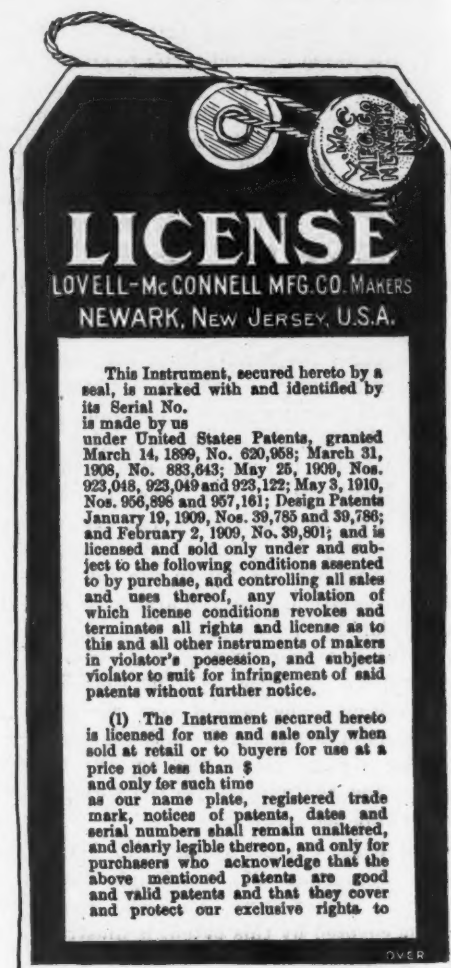 L. McC.
MFG. CO.
NEWARK,
N.J.
LICENSE
LOVELL-McCONNELL MFG. CO. MAKERS
NEWARK, NEW JERSEY, U.S.A.
This Instrument, secured hereto by a
seal, is marked with and identified by
its Serial No.
is made by us
under United States Patents, granted
March 14, 1899, No. 620,958; March 31,
1908, No. 883,643; May 25, 1909, Nos.
923,048, 923,049 and 923,122; May 3, 1910,
Nos. 956,898 and 957,161; Design Patents
January 19, 1909, Nos. 39,785 and 39,786;
and February 2, 1909, No. 39,801; and is
licensed and sold only under and sub-
ject to the following conditions assented
to by purchase, and controlling all sales
and uses thereof, any violation of
which license conditions revokes and
terminates all rights and license as to
this and all other instruments of makers
in violator's possession, and subjects
violator to suit for infringement of said
patents without further notice.
(1) The Instrument secured hereto
is licensed for use and sale only when
sold at retail or to buyers for use at a
price not less than $
and only for such time
as our name plate, registered trade
mark, notices of patents, dates and
serial numbers shall remain unaltered,
and clearly legible thereon, and only for
purchasers who acknowledge that the
above mentioned patents are good
and valid patents and that they cover
and protect our exclusive rights to
OVER